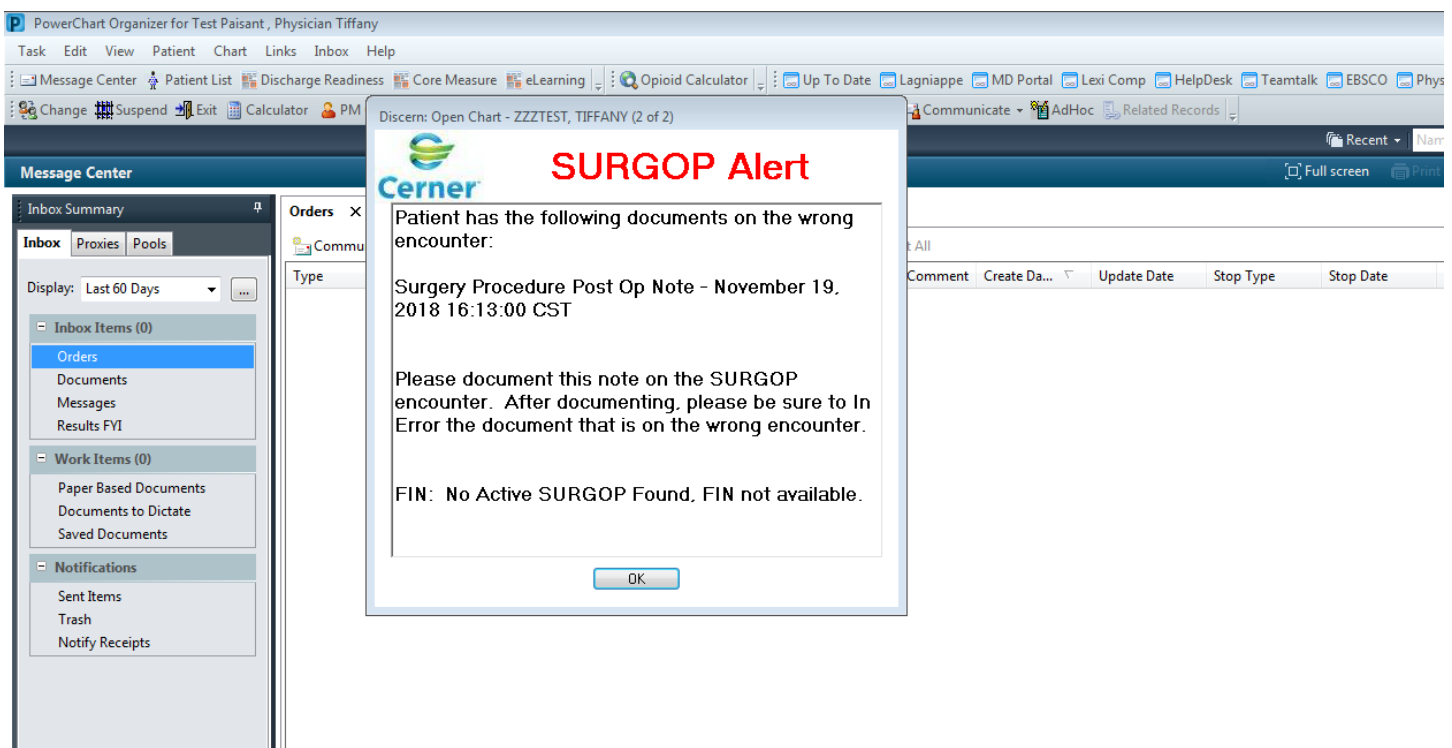 PowerChart Organizer for Test Paisant , Physician Tiffany
Task Edit View Patient Chart Links Inbox Help
Message Center Patient List Discharge Readiness Core Measure eLearning Opioid Calculator Up To Date Lagniappe MD Portal Lexi Comp HelpDesk Teamtalk EBSCO Phys
Change Suspend Exit Calculator PM Communicate AdHoc Related Records
Recent Nam
Message Center Full screen Print
Inbox Summary
Inbox Proxies Pools
Display: Last 60 Days ...
Inbox Items (0)
Orders
Documents
Messages
Results FYI
Work Items (0)
Paper Based Documents
Documents to Dictate
Saved Documents
Notifications
Sent Items
Trash
Notify Receipts
Orders
Commu t All
Type Comment Create Da... Update Date Stop Type Stop Date
Discern: Open Chart - ZZZTEST, TIFFANY (2 of 2)
Cerner
SURGOP Alert
Patient has the following documents on the wrong
encounter:
Surgery Procedure Post Op Note - November 19,
2018 16:13:00 CST
Please document this note on the SURGOP
encounter. After documenting, please be sure to In
Error the document that is on the wrong encounter.
FIN: No Active SURGOP Found, FIN not available.
OK